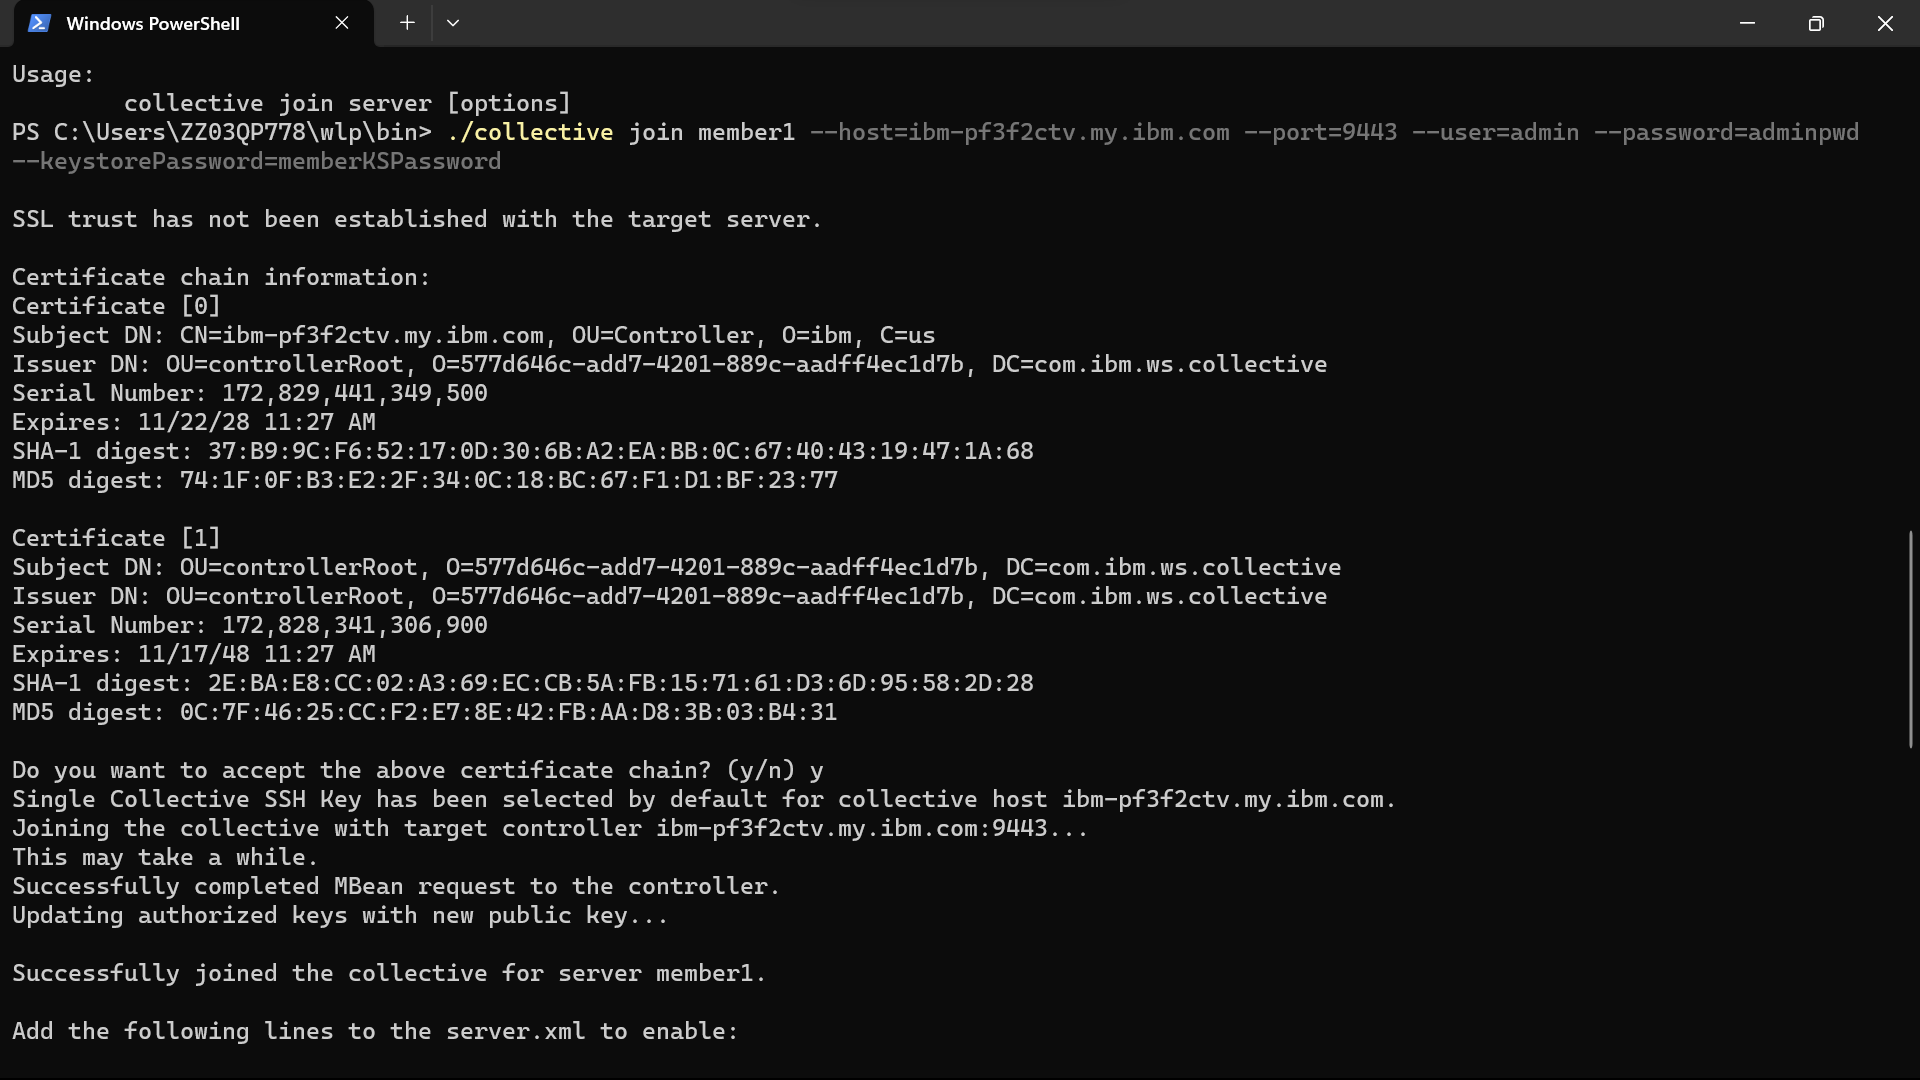 Windows PowerShell
Usage:
        collective join server [options]
PS C:\Users\ZZ03QP778\wlp\bin> ./collective join member1 --host=ibm-pf3f2ctv.my.ibm.com --port=9443 --user=admin --password=adminpwd
--keystorePassword=memberKSPassword
SSL trust has not been established with the target server.
Certificate chain information:
Certificate [0]
Subject DN: CN=ibm-pf3f2ctv.my.ibm.com, OU=Controller, O=ibm, C=us
Issuer DN: OU=controllerRoot, O=577d646c-add7-4201-889c-aadff4ec1d7b, DC=com.ibm.ws.collective
Serial Number: 172,829,441,349,500
Expires: 11/22/28 11:27 AM
SHA-1 digest: 37:B9:9C:F6:52:17:0D:30:6B:A2:EA:BB:0C:67:40:43:19:47:1A:68
MD5 digest: 74:1F:0F:B3:E2:2F:34:0C:18:BC:67:F1:D1:BF:23:77
Certificate [1]
Subject DN: OU=controllerRoot, O=577d646c-add7-4201-889c-aadff4ec1d7b, DC=com.ibm.ws.collective
Issuer DN: OU=controllerRoot, O=577d646c-add7-4201-889c-aadff4ec1d7b, DC=com.ibm.ws.collective
Serial Number: 172,828,341,306,900
Expires: 11/17/48 11:27 AM
SHA-1 digest: 2E:BA:E8:CC:02:A3:69:EC:CB:5A:FB:15:71:61:D3:6D:95:58:2D:28
MD5 digest: 0C:7F:46:25:CC:F2:E7:8E:42:FB:AA:D8:3B:03:B4:31
Do you want to accept the above certificate chain? (y/n) y
Single Collective SSH Key has been selected by default for collective host ibm-pf3f2ctv.my.ibm.com.
Joining the collective with target controller ibm-pf3f2ctv.my.ibm.com:9443...
This may take a while.
Successfully completed MBean request to the controller.
Updating authorized keys with new public key...
Successfully joined the collective for server member1.
Add the following lines to the server.xml to enable: